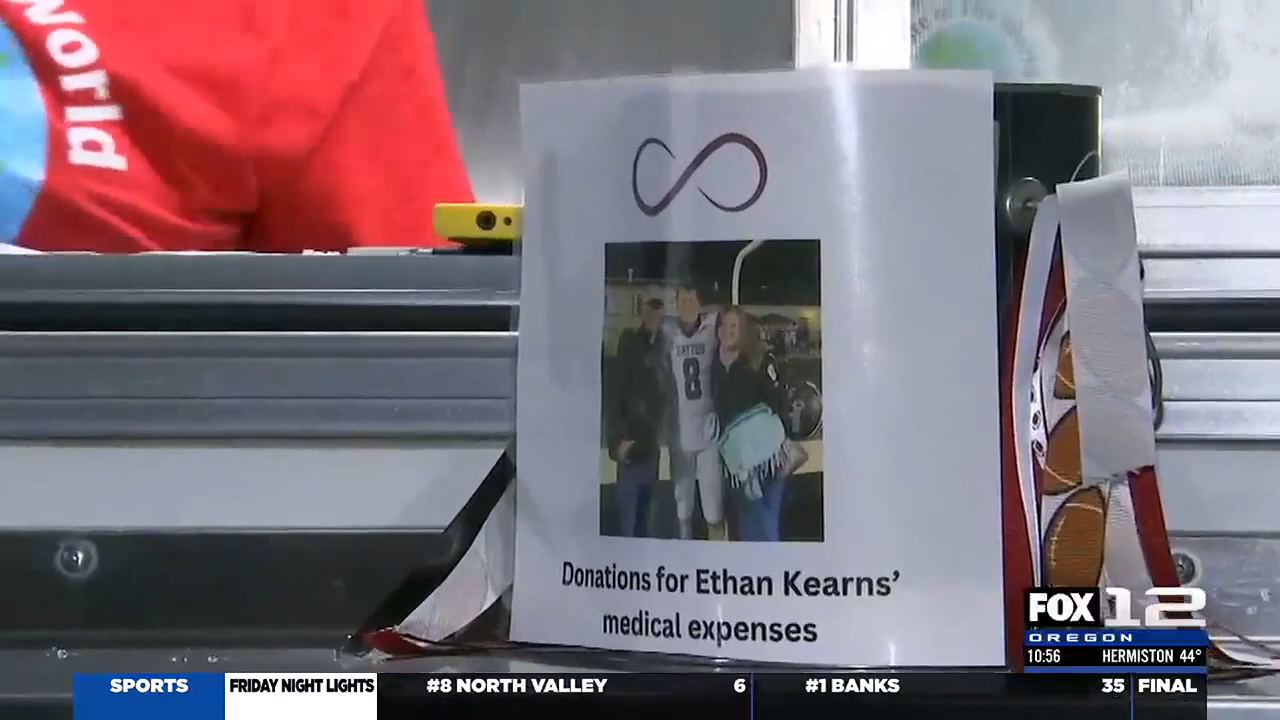 World
DAYTON
8
Donations for Ethan Kearns’
medical expenses
FOX 12
OREGON
10:56 HERMISTON 44°
SPORTS FRIDAY NIGHT LIGHTS #8 NORTH VALLEY 6 #1 BANKS 35 FINAL